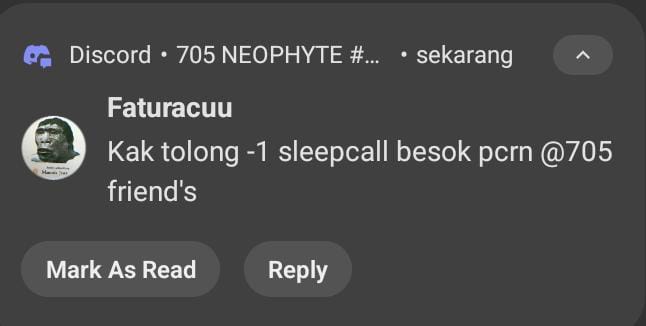 Discord • 705 NEOPHYTE #... • sekarang
Faturacuu
Kak tolong -1 sleepcall besok pcrn @705
friend's
Mark As Read
Reply